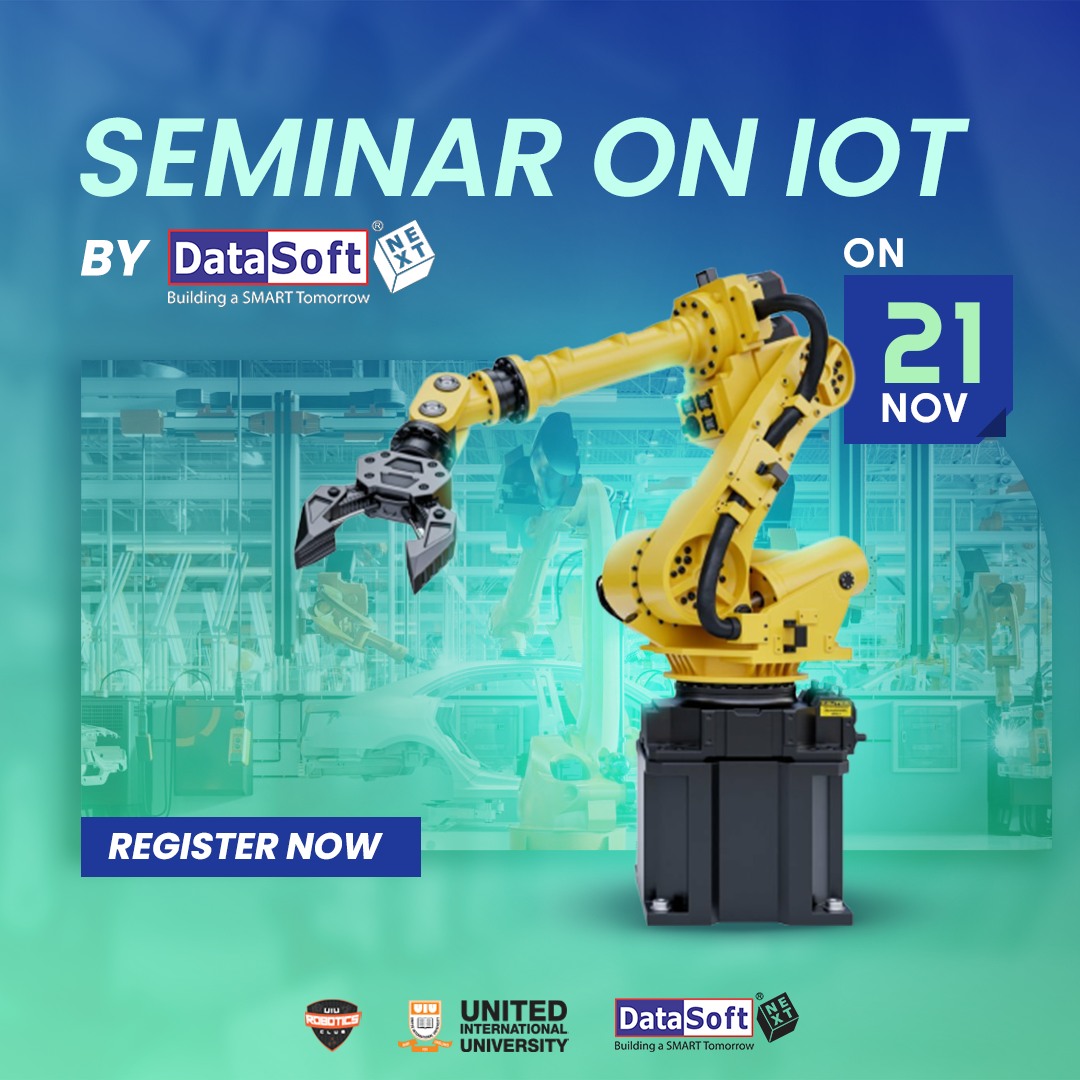 SEMINAR ON IOT
BY DataSoft® NEXT
Building a SMART Tomorrow
ON
21
NOV
REGISTER NOW
UIU
ROBOTICS
CLUB
UIU
UNITED
INTERNATIONAL
UNIVERSITY
DataSoft® NEXT
Building a SMART Tomorrow